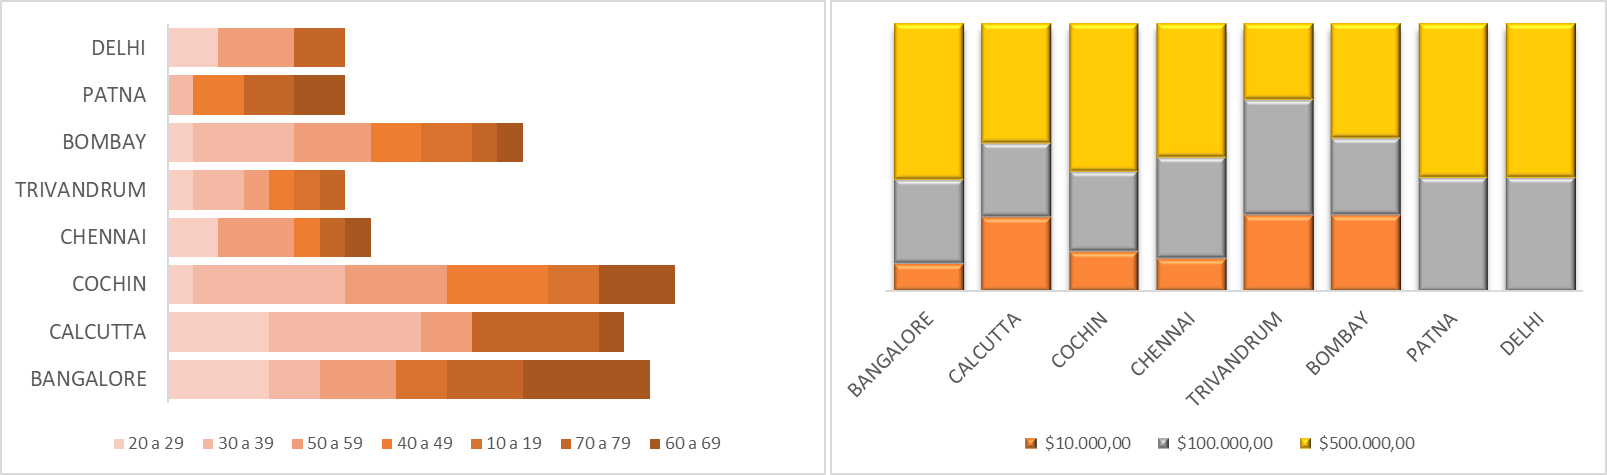 DELHI
PATNA
BOMBAY
TRIVANDRUM
CHENNAI
COCHIN
CALCUTTA
BANGALORE
20 a 29 30 a 39 50 a 59 40 a 49 10 a 19 70 a 79 60 a 69
BANGALORE
CALCUTTA
COCHIN
CHENNAI
TRIVANDRUM
BOMBAY
PATNA
DELHI
$10.000,00 $100.000,00 $500.000,00